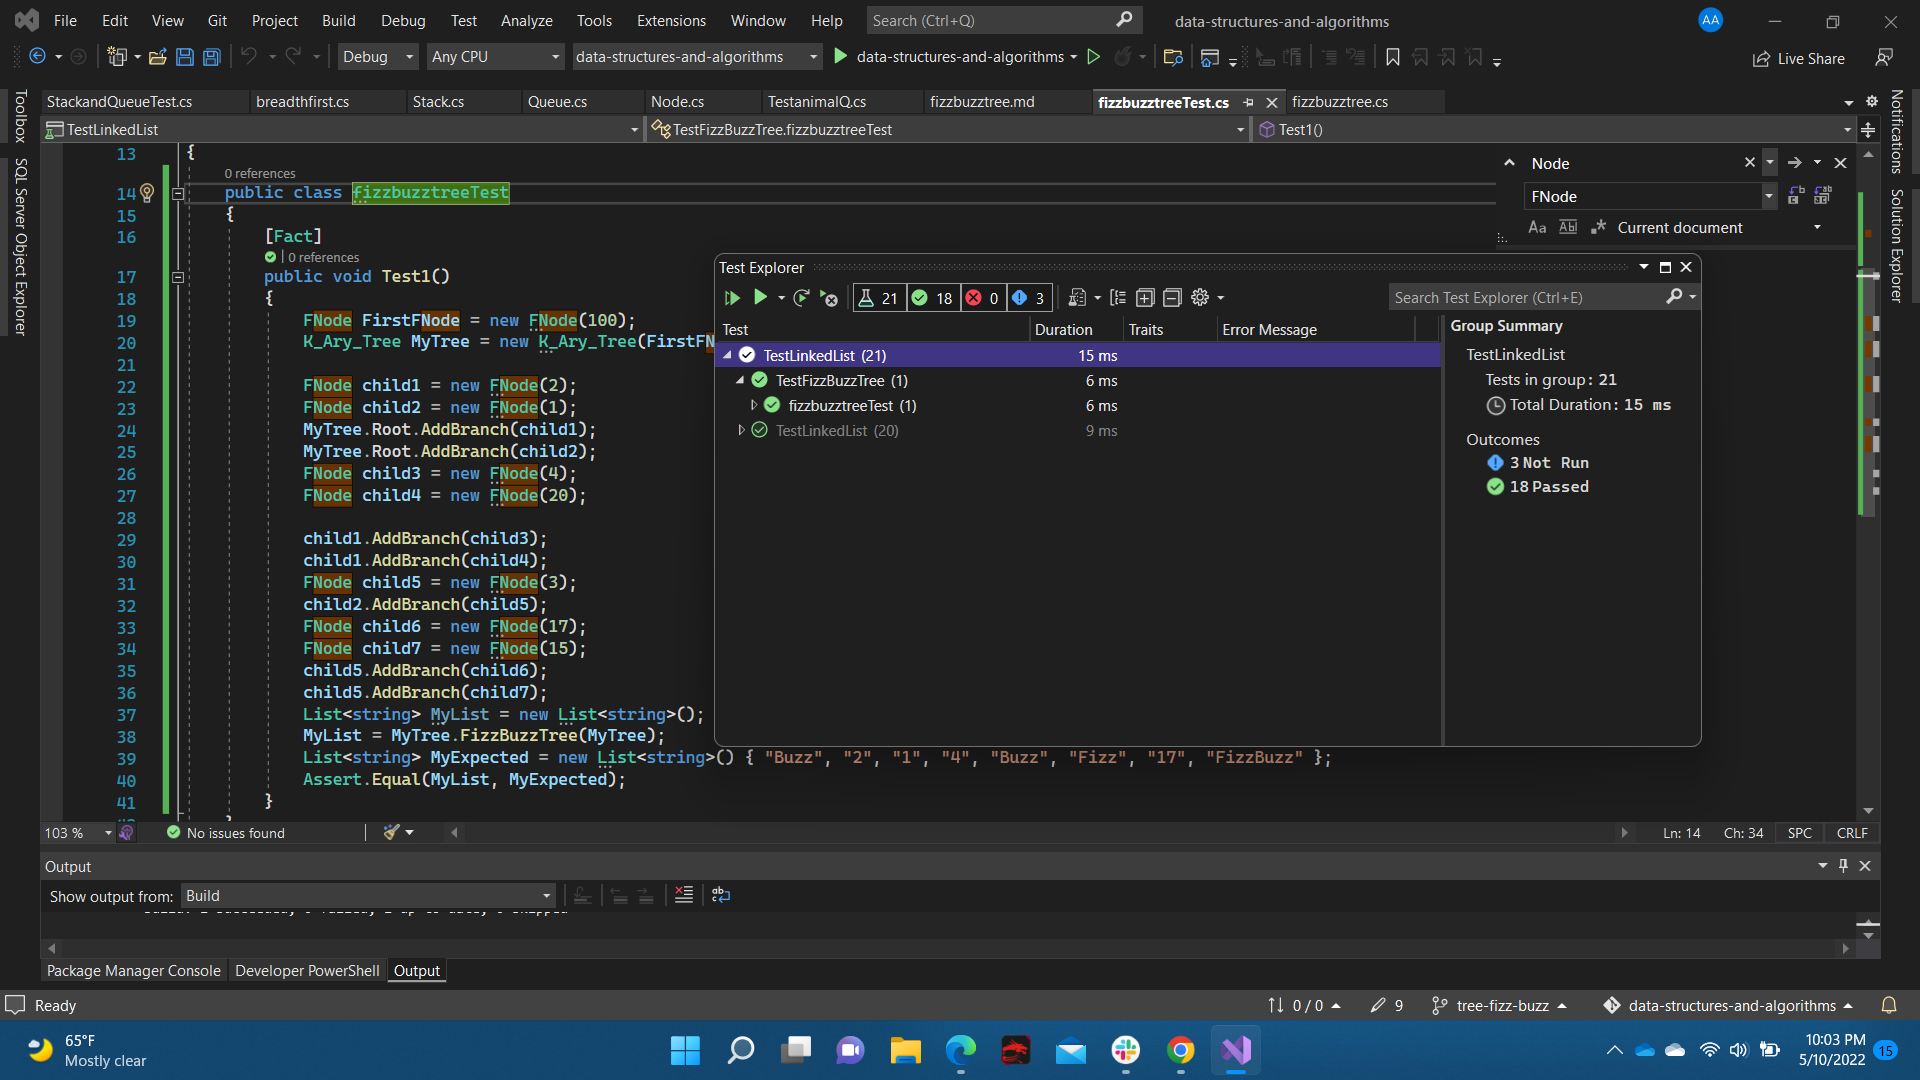 File Edit View Git Project Build Debug Test Analyze Tools Extensions Window Help Search (Ctrl+Q) data-structures-and-algorithms AA
Debug Any CPU data-structures-and-algorithms data-structures-and-algorithms Live Share
StackandQueueTest.cs breadthfirst.cs Stack.cs Queue.cs Node.cs TestanimalQ.cs fizzbuzztree.md fizzbuzztreeTest.cs fizzbuzztree.cs
TestLinkedList TestFizzBuzzTree.fizzbuzztreeTest Test1()
Toolbox
SQL Server Object Explorer
Notifications
Solution Explorer
Node
FNode
Aa Abl Current document
13 {
0 references
14 public class fizzbuzztreeTest
15 {
16 [Fact]
| 0 references
17 public void Test1()
18 {
19 FNode FirstFNode = new FNode(100);
20 K_Ary_Tree MyTree = new K_Ary_Tree(FirstFN
21
22 FNode child1 = new FNode(2);
23 FNode child2 = new FNode(1);
24 MyTree.Root.AddBranch(child1);
25 MyTree.Root.AddBranch(child2);
26 FNode child3 = new FNode(4);
27 FNode child4 = new FNode(20);
28
29 child1.AddBranch(child3);
30 child1.AddBranch(child4);
31 FNode child5 = new FNode(3);
32 child2.AddBranch(child5);
33 FNode child6 = new FNode(17);
34 FNode child7 = new FNode(15);
35 child5.AddBranch(child6);
36 child5.AddBranch(child7);
37 List<string> MyList = new List<string>();
38 MyList = MyTree.FizzBuzzTree(MyTree);
39 List<string> MyExpected = new List<string>() { "Buzz", "2", "1", "4", "Buzz", "Fizz", "17", "FizzBuzz" };
40 Assert.Equal(MyList, MyExpected);
41 }
Test Explorer
21 18 0 3 Search Test Explorer (Ctrl+E)
Test Duration Traits Error Message
TestLinkedList (21) 15 ms
TestFizzBuzzTree (1) 6 ms
fizzbuzztreeTest (1) 6 ms
TestLinkedList (20) 9 ms
Group Summary
TestLinkedList
Tests in group: 21
Total Duration: 15 ms
Outcomes
3 Not Run
18 Passed
103 % No issues found Ln: 14 Ch: 34 SPC CRLF
Output
Show output from: Build
Package Manager Console Developer PowerShell Output
Ready 0 / 0 9 tree-fizz-buzz data-structures-and-algorithms
65°F
Mostly clear
10:03 PM
5/10/2022
15